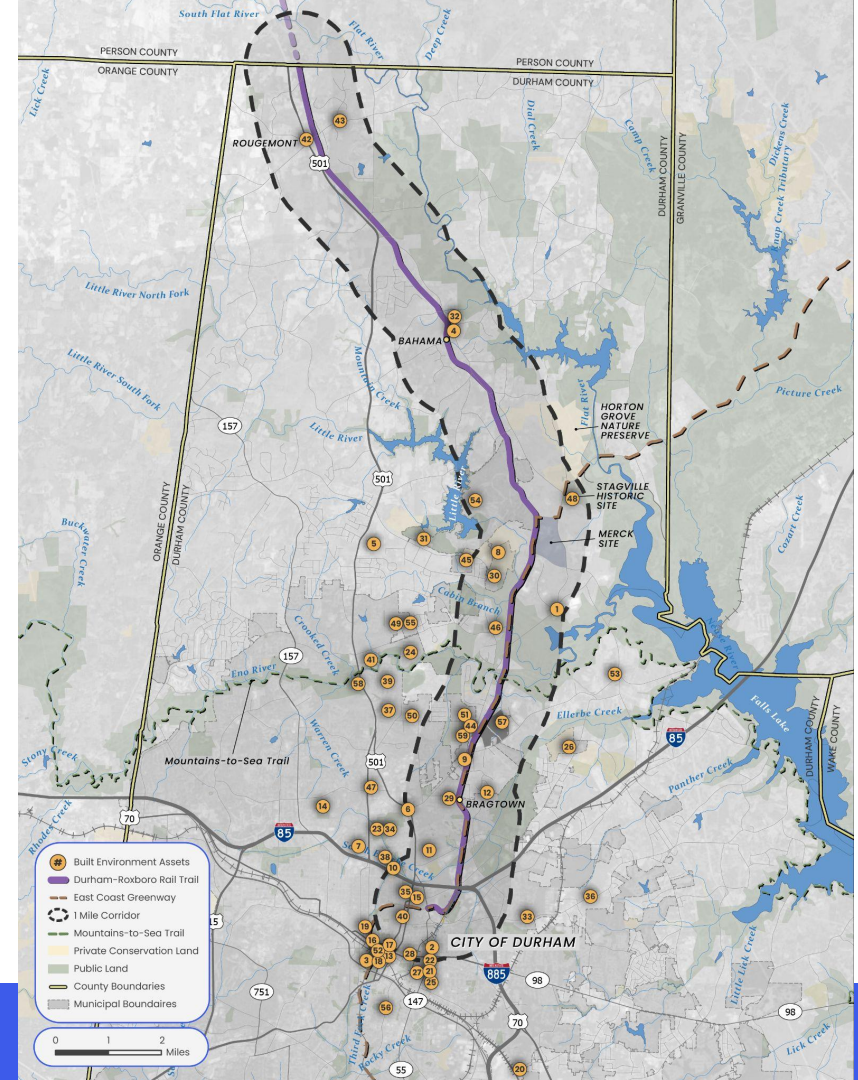 South Flat River
Flat River
Deep Creek
PERSON COUNTY
ORANGE COUNTY
PERSON COUNTY
DURHAM COUNTY
Lick Creek
Dial Creek
Camp Creek
DURHAM COUNTY
GRANVILLE COUNTY
Dickens Creek
Knap Creek Tributary
43
42
ROUGEMONT
501
Little River North Fork
32
4
BAHAMA
Mountain Creek
Little River South Fork
157
Little River
Flat River
Picture Creek
HORTON
GROVE
NATURE
PRESERVE
501
Little River
54
48
STAGVILLE
HISTORIC
SITE
MERCK
SITE
ORANGE COUNTY
DURHAM COUNTY
Buckwater Creek
Cozart Creek
5
31
45
8
30
Cabin Branch
1
49
55
46
Crooked Creek
157
24
41
Eno River
58
39
53
37
50
51
44
59
57
Ellerbe Creek
26
85
Falls Lake
DURHAM COUNTY
WAKE COUNTY
Stony Creek
Mountains-to-Sea Trail
Warren Creek
501
9
Panther Creek
47
29
12
BRAGTOWN
14
6
70
85
Rhodes Creek
23
34
7
38
11
10
35
15
36
40
33
19
16
17
52
13
3
18
28
2
22
27
21
25
CITY OF DURHAM
885
98
15
751
147
56
Third Fork Creek
Rocky Creek
70
98
Little Lick Creek
Lick Creek
55
20
# Built Environment Assets
Durham-Roxboro Rail Trail
East Coast Greenway
1 Mile Corridor
Mountains-to-Sea Trail
Private Conservation Land
Public Land
County Boundaries
Municipal Boundaires
0 1 2
Miles